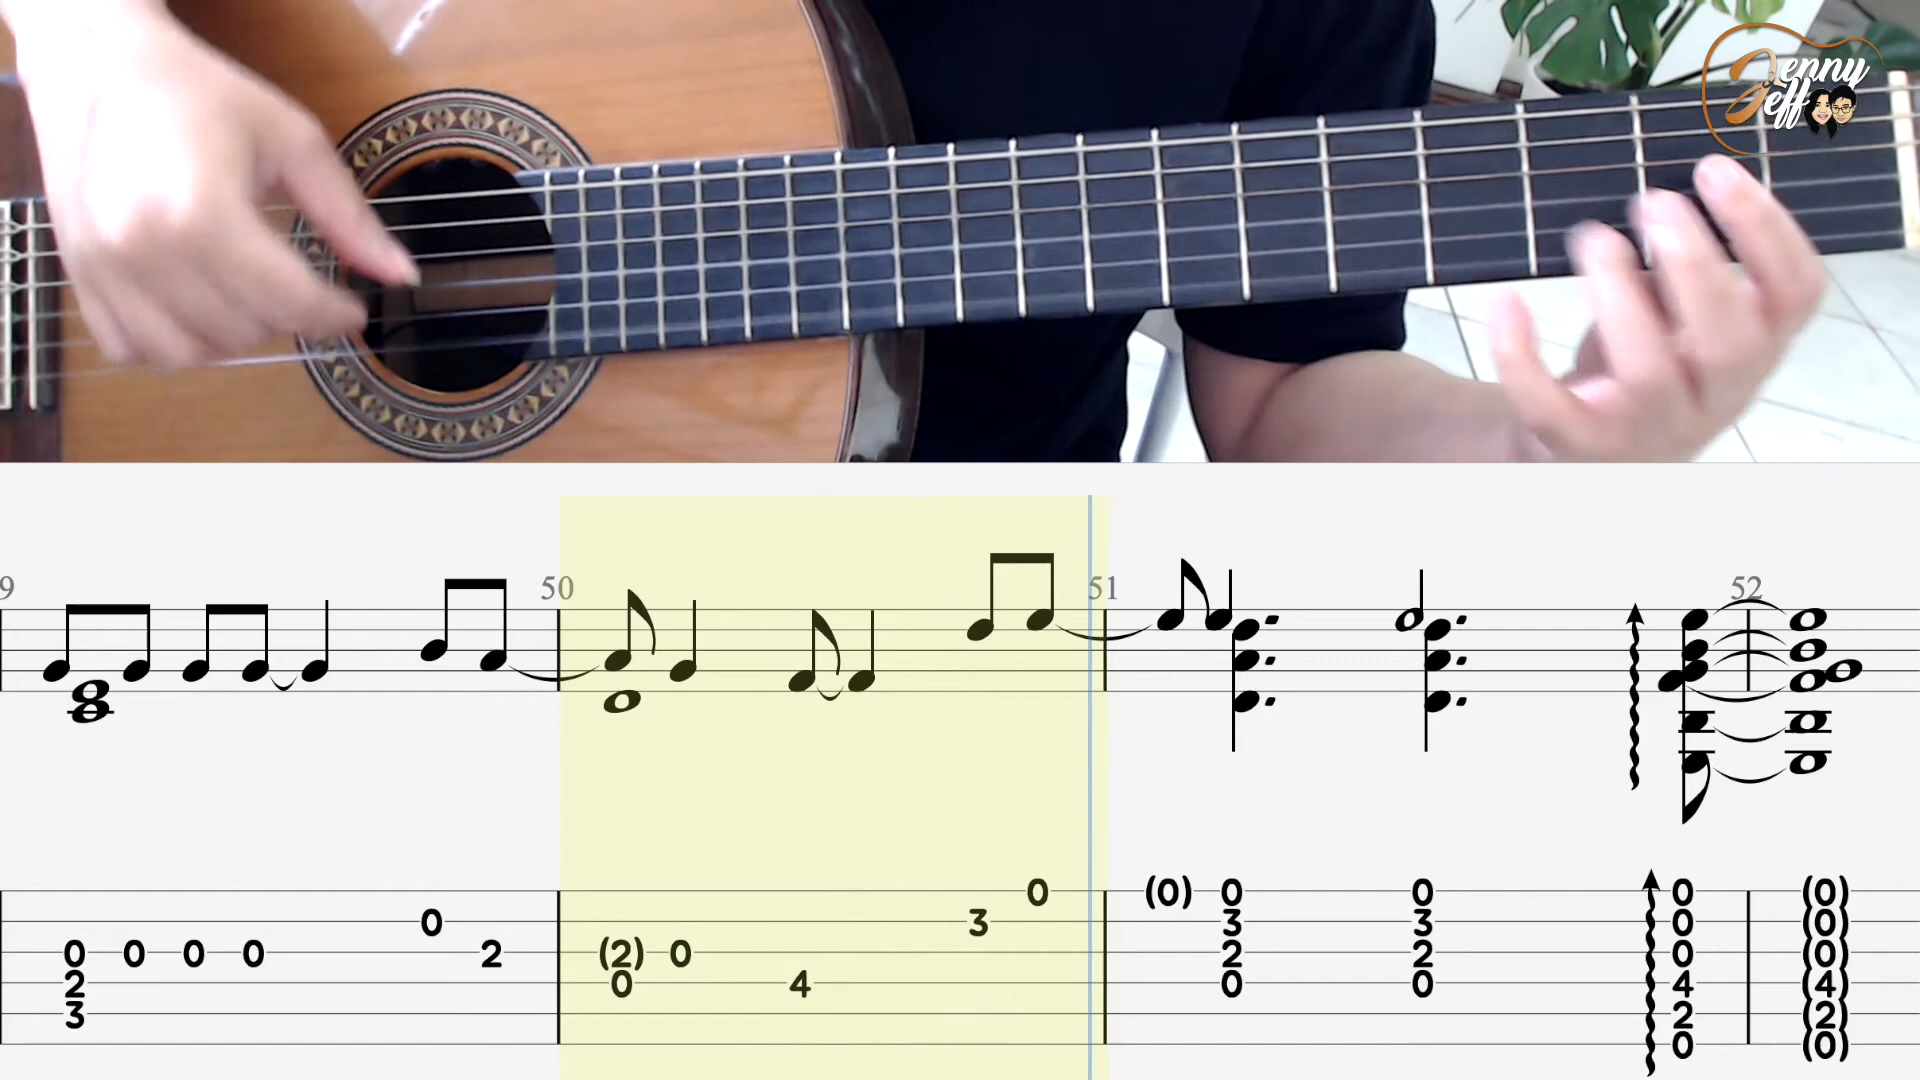 Jenny
Jeff
9 50 51 52
0 0 (0) 0 0 0 (0)
0 3 3 3 0 (0)
0 0 0 0 2 (2) 0 2 2 0 (0)
2 0 4 0 0 4 (4)
3 2 (2)
0 (0)